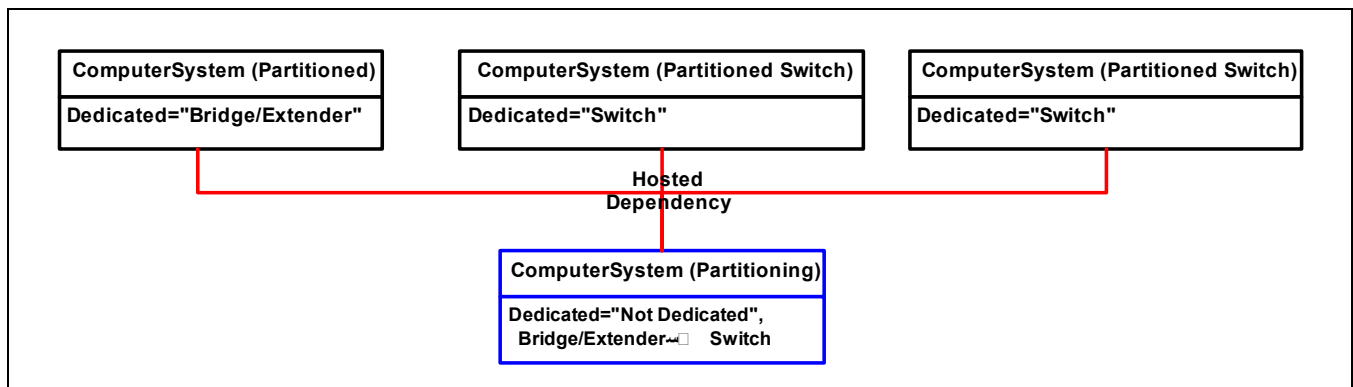 ComputerSystem (Partitioned)
Dedicated="Bridge/Extender"
ComputerSystem (Partitioned Switch)
Dedicated="Switch"
ComputerSystem (Partitioned Switch)
Dedicated="Switch"
Hosted
Dependency
ComputerSystem (Partitioning)
Dedicated="Not Dedicated",
Bridge/Extender Switch